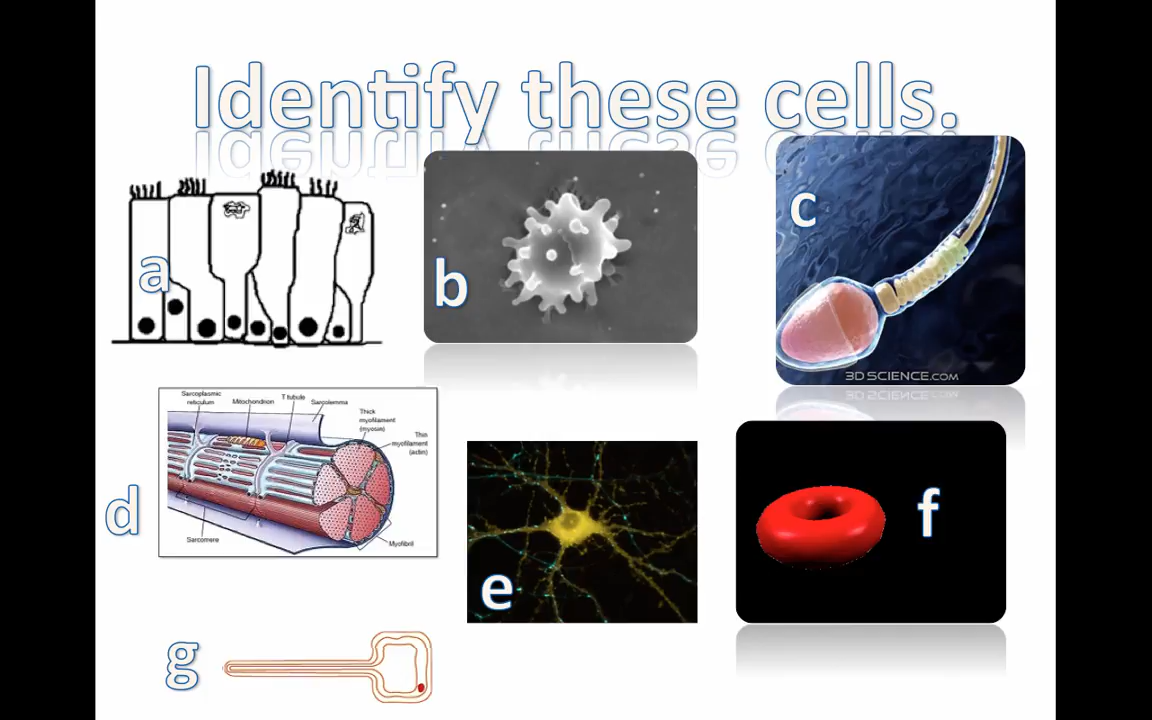 Identify these cells.
a
b
c
3DSCIENCE.COM
Sarcoplasmic
reticulum
Mitochondrion
T tubule
Sarcolemma
Thick
myofilament
(myosin)
Thin
myofilament
(actin)
Sarcomere
Myofibril
d
e
f
g